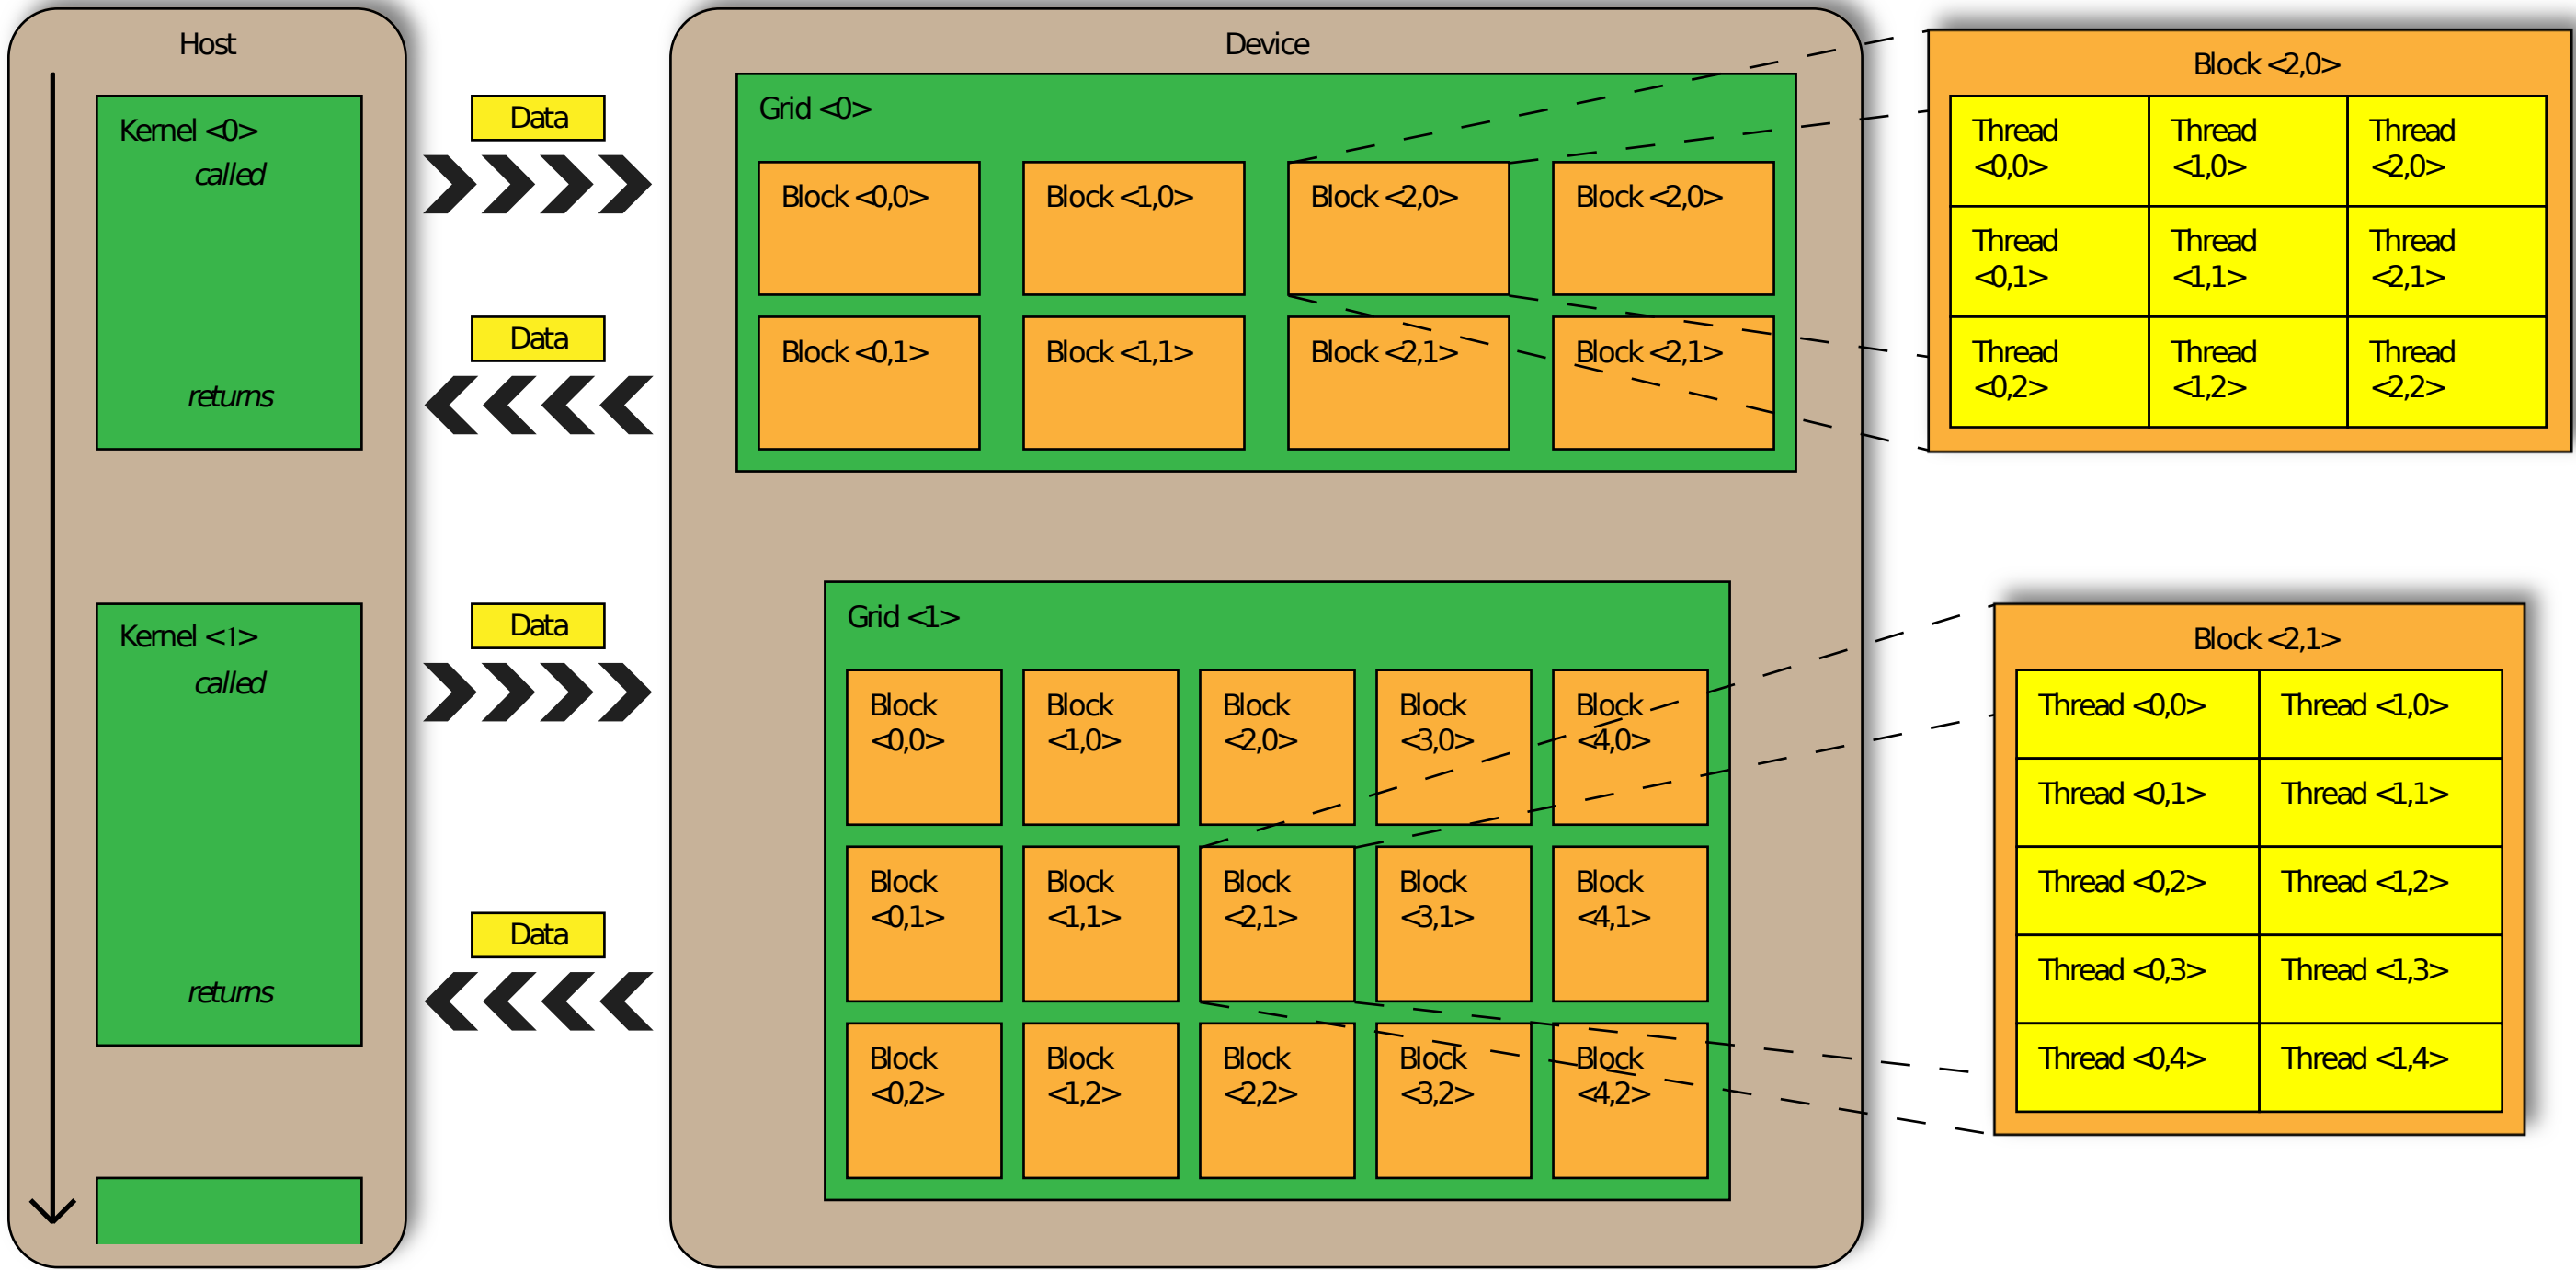 Host
Kernel <0>
called
returns
Kernel <1>
called
returns
Data
Data
Data
Data
Device
Grid <0>
Block <0,0>
Block <1,0>
Block <2,0>
Block <2,0>
Block <0,1>
Block <1,1>
Block <2,1>
Block <2,1>
Grid <1>
Block
<0,0>
Block
<1,0>
Block
<2,0>
Block
<3,0>
Block
<4,0>
Block
<0,1>
Block
<1,1>
Block
<2,1>
Block
<3,1>
Block
<4,1>
Block
<0,2>
Block
<1,2>
Block
<2,2>
Block
<3,2>
Block
<4,2>
Block <2,0>
Thread
<0,0>
Thread
<1,0>
Thread
<2,0>
Thread
<0,1>
Thread
<1,1>
Thread
<2,1>
Thread
<0,2>
Thread
<1,2>
Thread
<2,2>
Block <2,1>
Thread <0,0>
Thread <1,0>
Thread <0,1>
Thread <1,1>
Thread <0,2>
Thread <1,2>
Thread <0,3>
Thread <1,3>
Thread <0,4>
Thread <1,4>